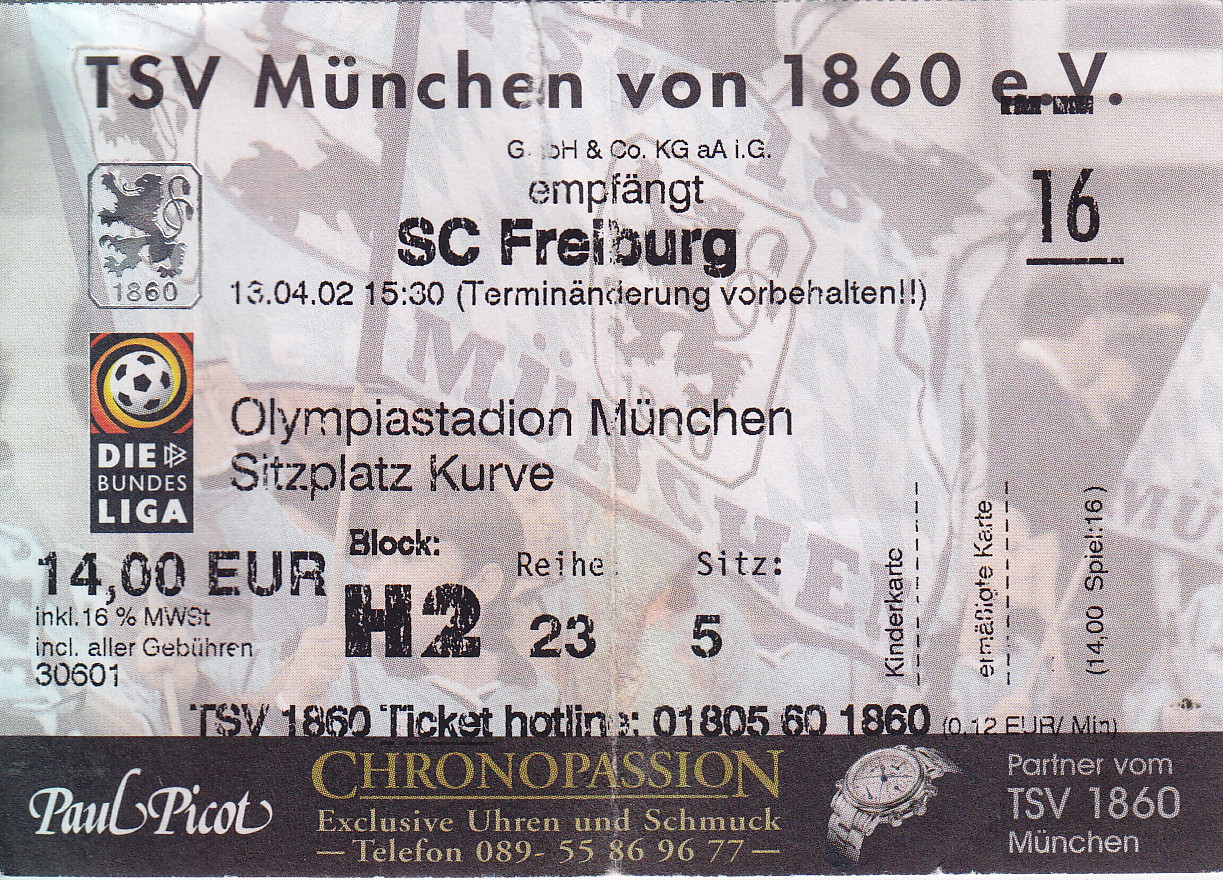 TSV München von 1860 e.V.
GmbH & Co. KG aA i.G.
empfängt
16
SC Freiburg
13.04.02 15:30 (Terminänderung vorbehalten!!)
1860
DIE
BUNDES
LIGA
Olympiastadion München
Sitzplatz Kurve
14,00 EUR
inkl.16 % MWSt
incl. aller Gebühren
30601
Block:
H2
Reihe:
23
Sitz:
5
Kinderkarte
ermäßigte Karte
(14,00 Spiel:16 )
TSV 1860 Ticket hotline: 01805 60 1860 (0,12 EUR/ Min)
Paul Picot
CHRONOPASSION
Exclusive Uhren und Schmuck
— Telefon 089- 55 86 96 77 —
Partner vom
TSV 1860
München
MÜNCHEN
MÜ